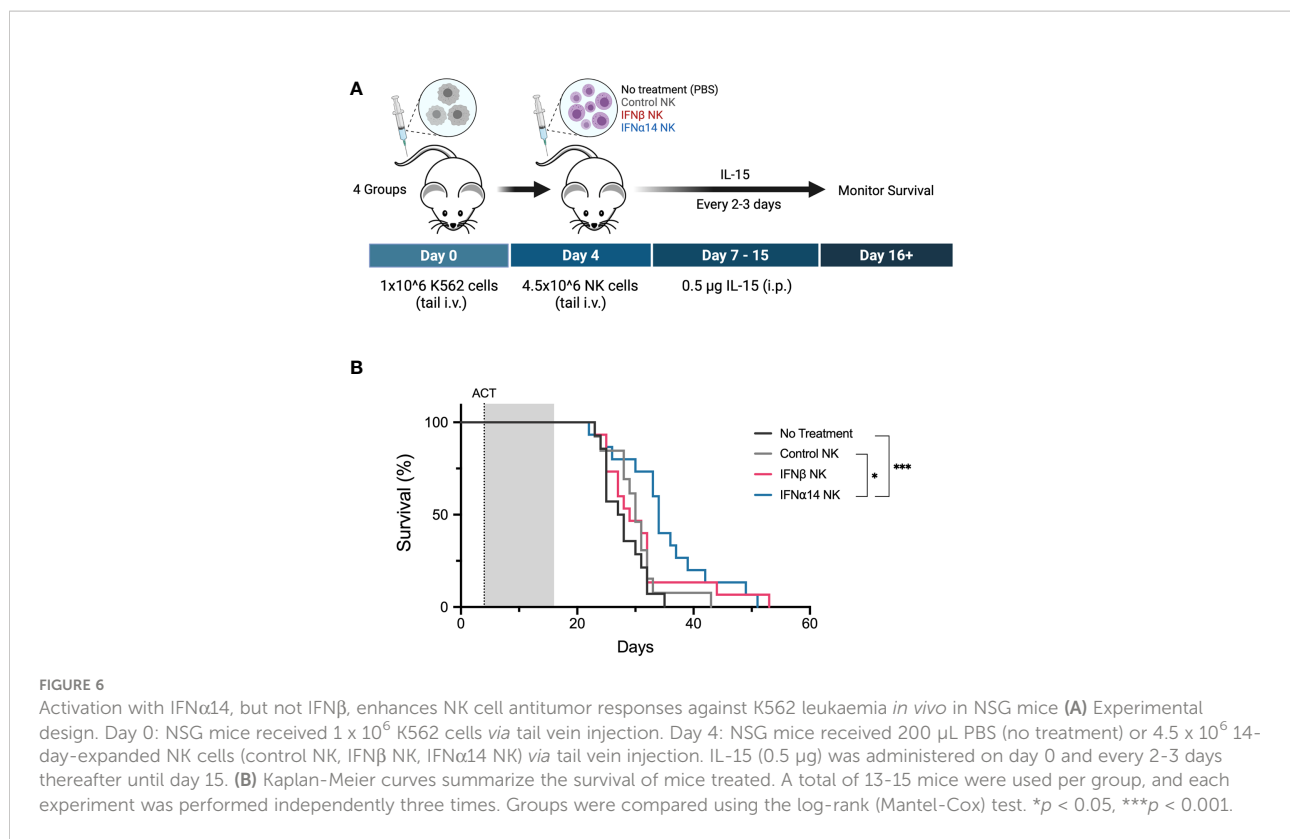 A
No treatment (PBS)
Control NK
IFNβ NK
IFNα14 NK
4 Groups
IL-15
Every 2-3 days
Monitor Survival
Day 0
Day 4
Day 7 - 15
Day 16+
1x10^6 K562 cells
(tail i.v.)
4.5x10^6 NK cells
(tail i.v.)
0.5 µg IL-15 (i.p.)
B
ACT
100
50
0
Survival (%)
0
20
40
60
Days
No Treatment
Control NK
IFNβ NK
IFNα14 NK
*
***
FIGURE 6
Activation with IFNα14, but not IFNβ, enhances NK cell antitumor responses against K562 leukaemia in vivo in NSG mice (A) Experimental
design. Day 0: NSG mice received 1 x 10⁶ K562 cells via tail vein injection. Day 4: NSG mice received 200 µL PBS (no treatment) or 4.5 x 10⁶ 14-
day-expanded NK cells (control NK, IFNβ NK, IFNα14 NK) via tail vein injection. IL-15 (0.5 µg) was administered on day 0 and every 2-3 days
thereafter until day 15. (B) Kaplan-Meier curves summarize the survival of mice treated. A total of 13-15 mice were used per group, and each
experiment was performed independently three times. Groups were compared using the log-rank (Mantel-Cox) test. *p < 0.05, ***p < 0.001.